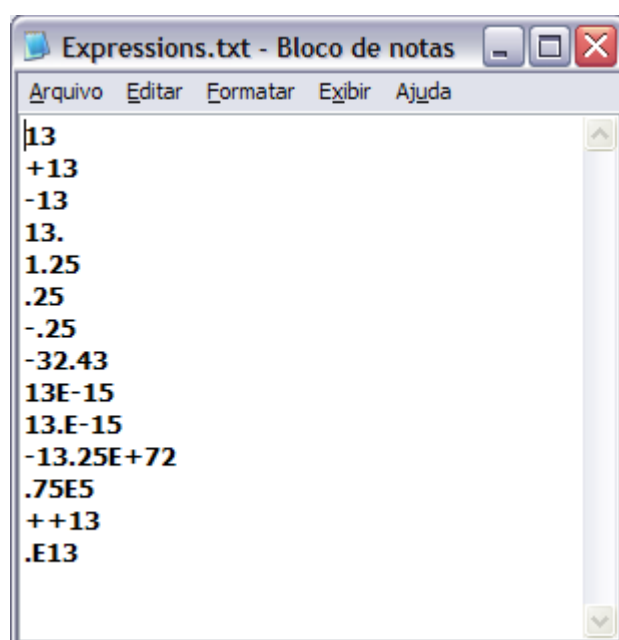 Expressions.txt - Bloco de notas
Arquivo Editar Formatar Exibir Ajuda
13
+13
-13
13.
1.25
.25
-.25
-32.43
13E-15
13.E-15
-13.25E+72
.75E5
++13
.E13